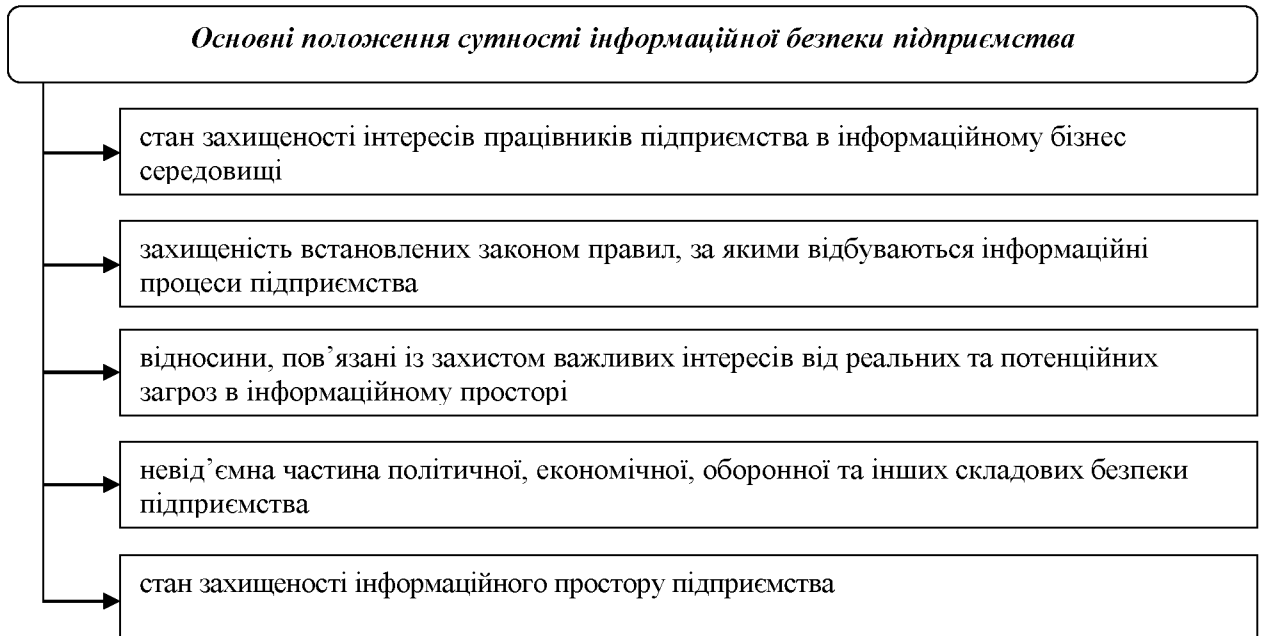 Основні положення сутності інформаційної безпеки підприємства
стан захищеності інтересів працівників підприємства в інформаційному бізнес
середовищі
захищеність встановлених законом правил, за якими відбуваються інформаційні
процеси підприємства
відносини, пов’язані із захистом важливих інтересів від реальних та потенційних
загроз в інформаційному просторі
невід’ємна частина політичної, економічної, оборонної та інших складових безпеки
підприємства
стан захищеності інформаційного простору підприємства